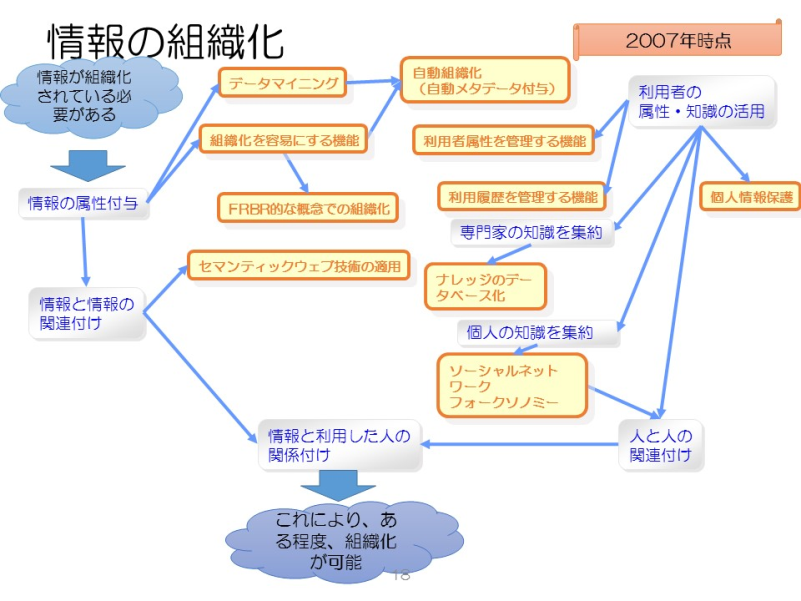 情報の組織化
2007年時点
情報が組織化
されている必
要がある
データマイニング
自動組織化
（自動メタデータ付与）
利用者の
属性・知識の活用
組織化を容易にする機能
利用者属性を管理する機能
情報の属性付与
FRBR的な概念での組織化
利用履歴を管理する機能
個人情報保護
専門家の知識を集約
セマンティックウェブ技術の適用
ナレッジのデー
タベース化
情報と情報の
関連付け
個人の知識を集約
ソーシャルネット
ワーク
フォークソノミー
情報と利用した人の
関係付け
人と人の
関連付け
これにより、あ
る程度、組織化
が可能
18